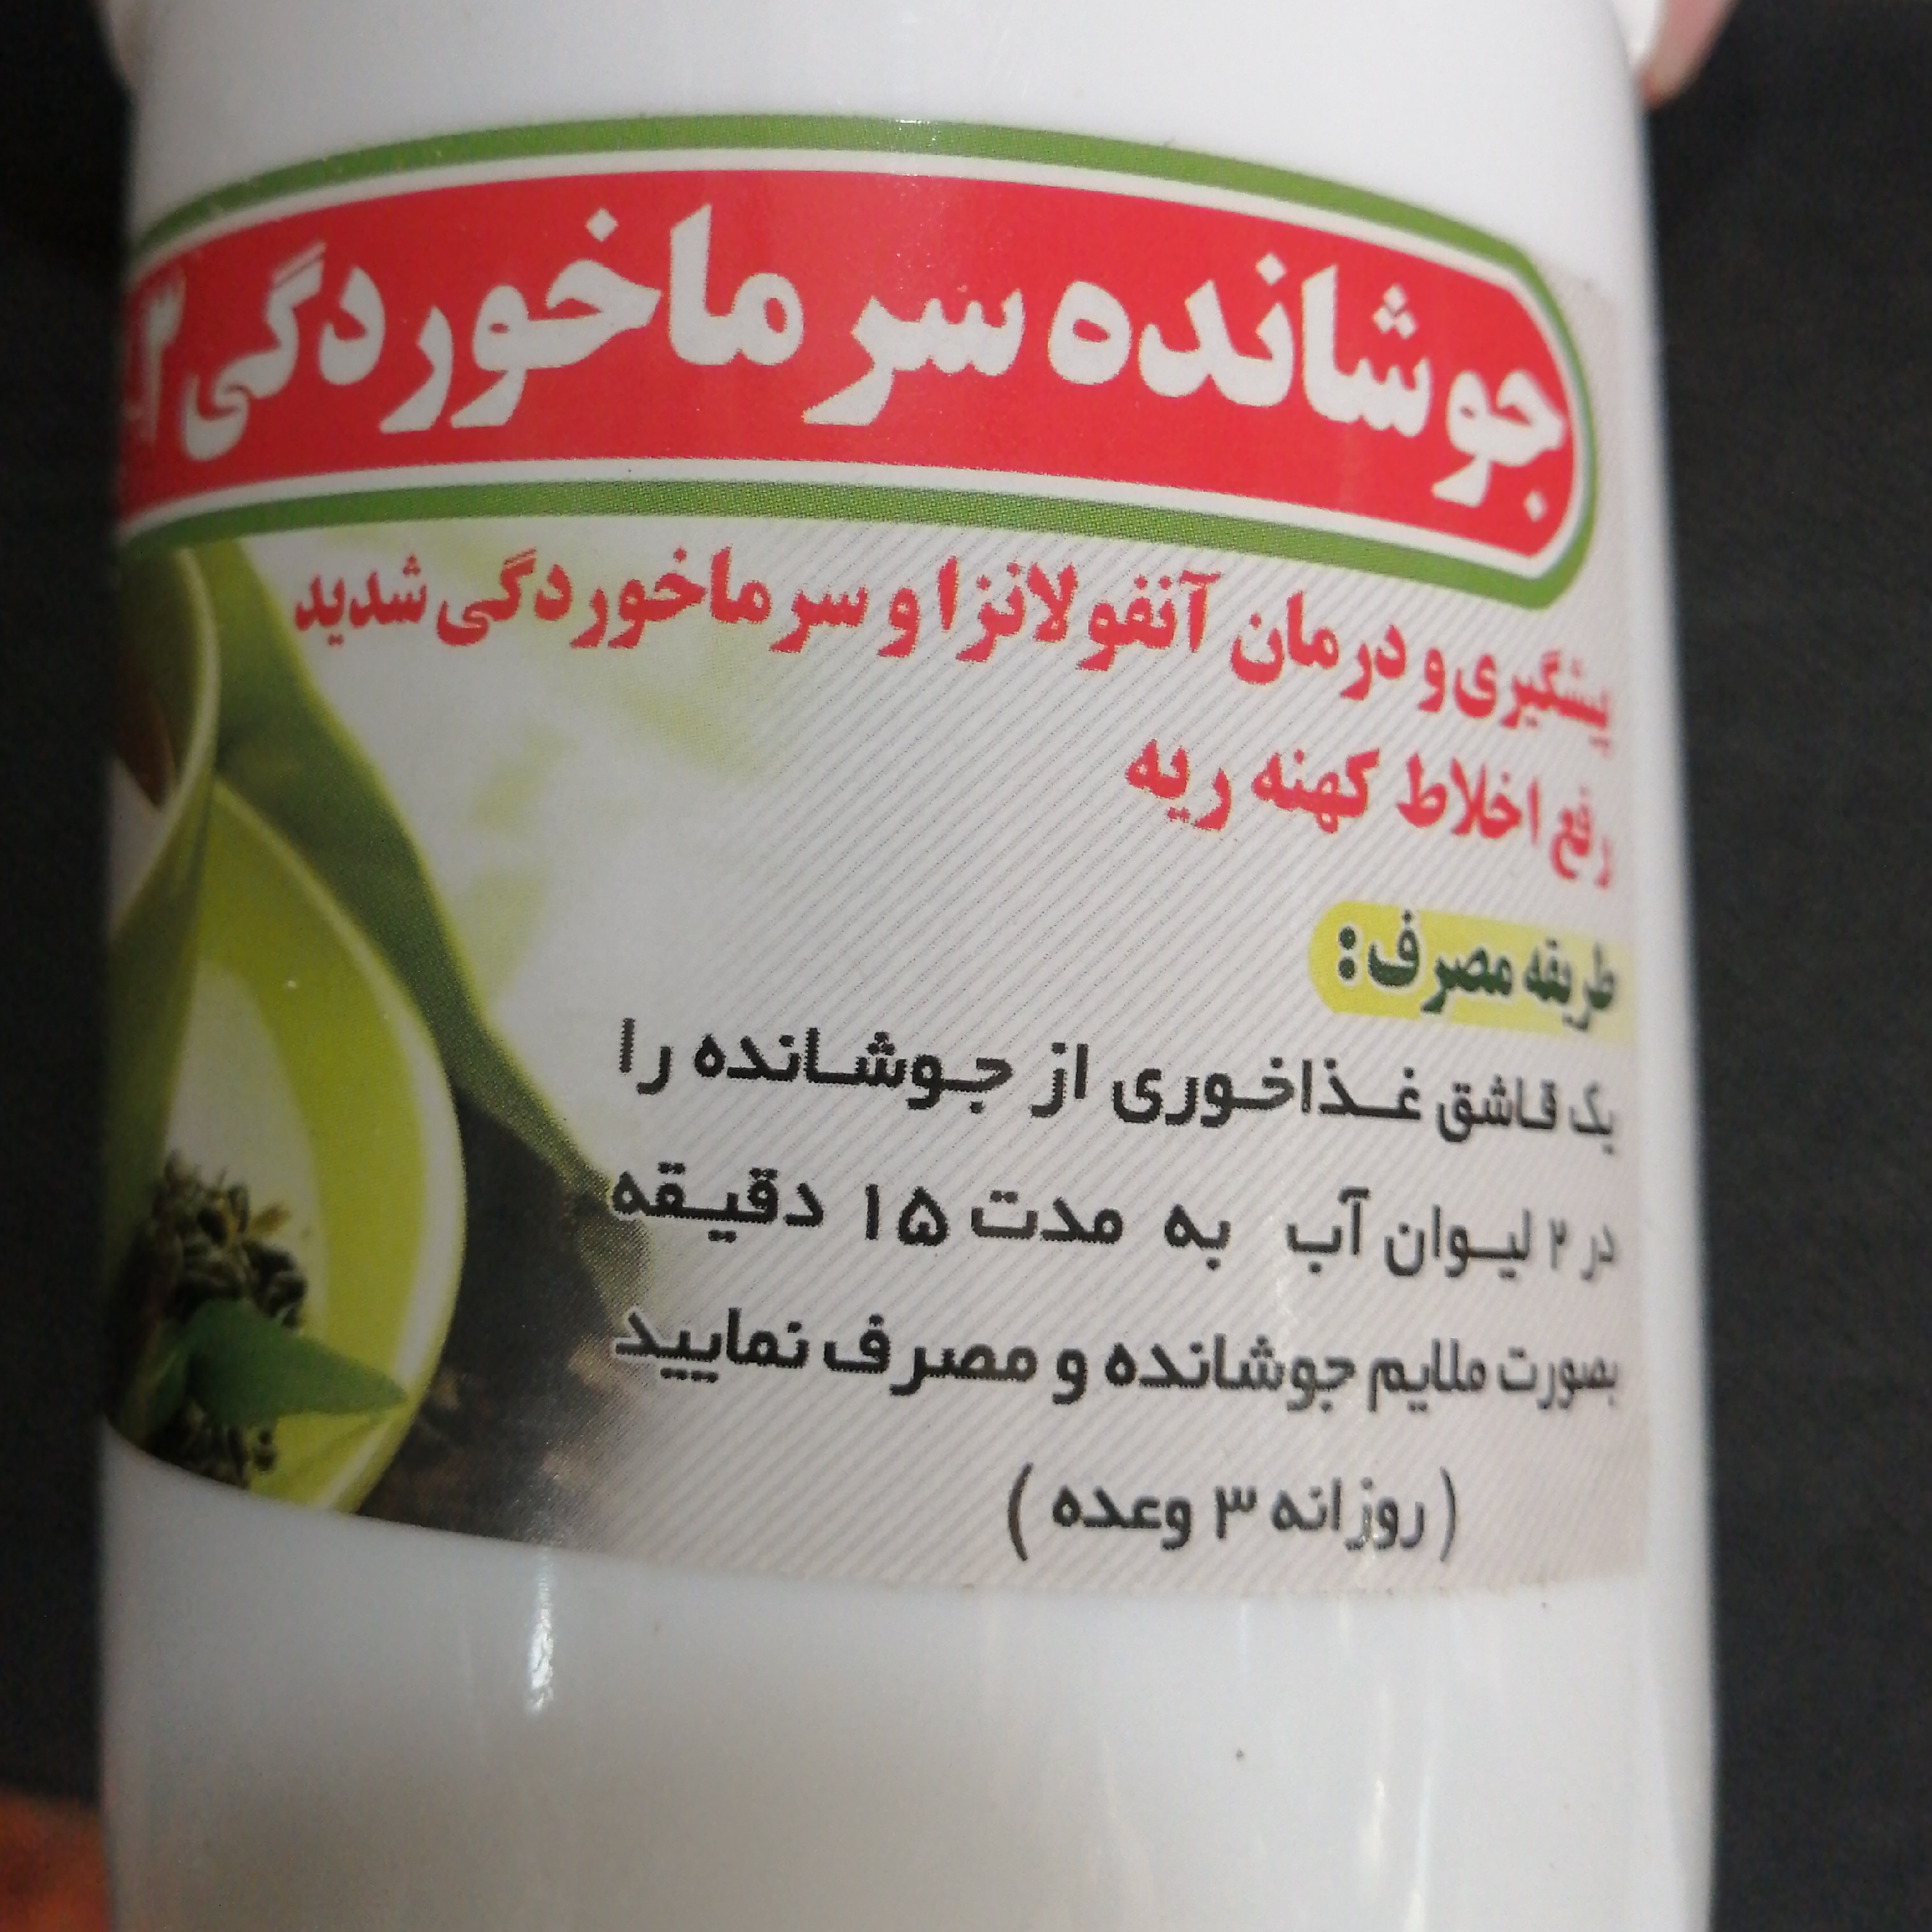 جوشانده سرماخوردگی ۲
پیشگیری و درمان آنفولانزا و سرماخوردگی شدید
رفع اخلاط کهنه ریه
طریقه مصرف:
یک قاشق غذاخوری از جوشانده را
در ۲ لیوان آب به مدت ۱۵ دقیقه
بصورت ملایم جوشانده و مصرف نمایید
(روزانه ۳ وعده)